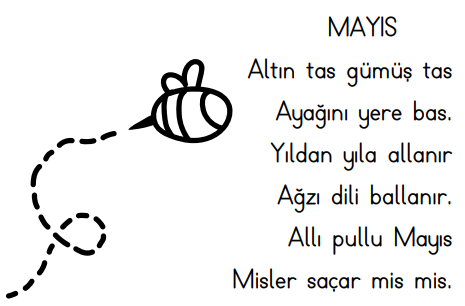 MAYIS
Altın tas gümüş tas
Ayağını yere bas.
Yıldan yıla allanır
Ağzı dili ballanır.
Allı pullu Mayıs
Misler saçar mis mis.